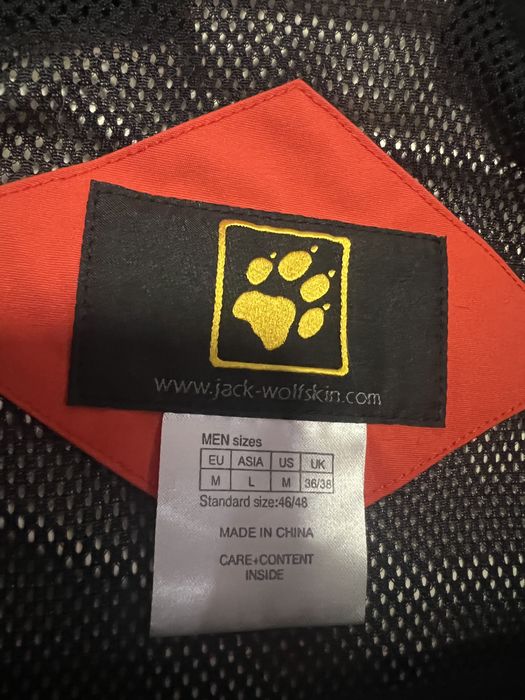 www.jack-wolfskin.com
MEN sizes
EU ASIA US UK
M L M 36/38
Standard size:46/48
MADE IN CHINA
CARE+CONTENT
INSIDE